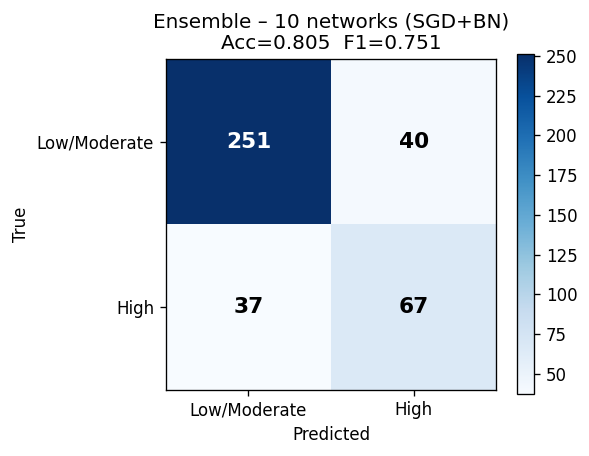 Ensemble – 10 networks (SGD+BN)
Acc=0.805  F1=0.751
True
Low/Moderate
251
40
High
37
67
Low/Moderate
High
Predicted
250
225
200
175
150
125
100
75
50